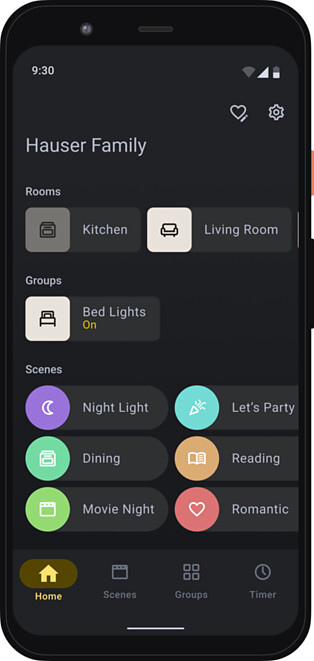 9:30
Hauser Family
Rooms
Kitchen
Living Room
Groups
Bed Lights
On
Scenes
Night Light
Let's Party
Dining
Reading
Movie Night
Romantic
Home
Scenes
Groups
Timer